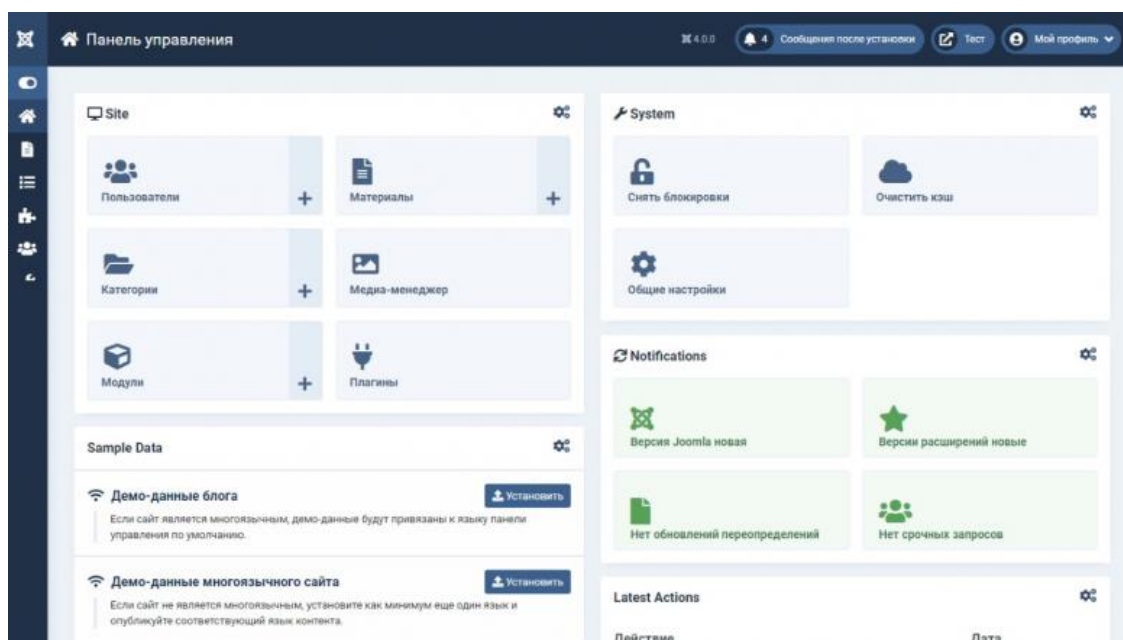 Панель управления
4.0.0
4 Сообщения после установки
Тест
Мой профиль
Site
Пользователи
Материалы
Категории
Медиа-менеджер
Модули
Плагины
Sample Data
Демо-данные блога
Установить
Если сайт является многоязычным, демо-данные будут привязаны к языку панели
управления по умолчанию.
Демо-данные многоязычного сайта
Установить
Если сайт не является многоязычным, установите как минимум еще один язык и
опубликуйте соответствующий язык контента.
System
Снять блокировки
Очистить кэш
Общие настройки
Notifications
Версия Joomla новая
Версии расширений новые
Нет обновлений переопределений
Нет срочных запросов
Latest Actions
Действие
Дата